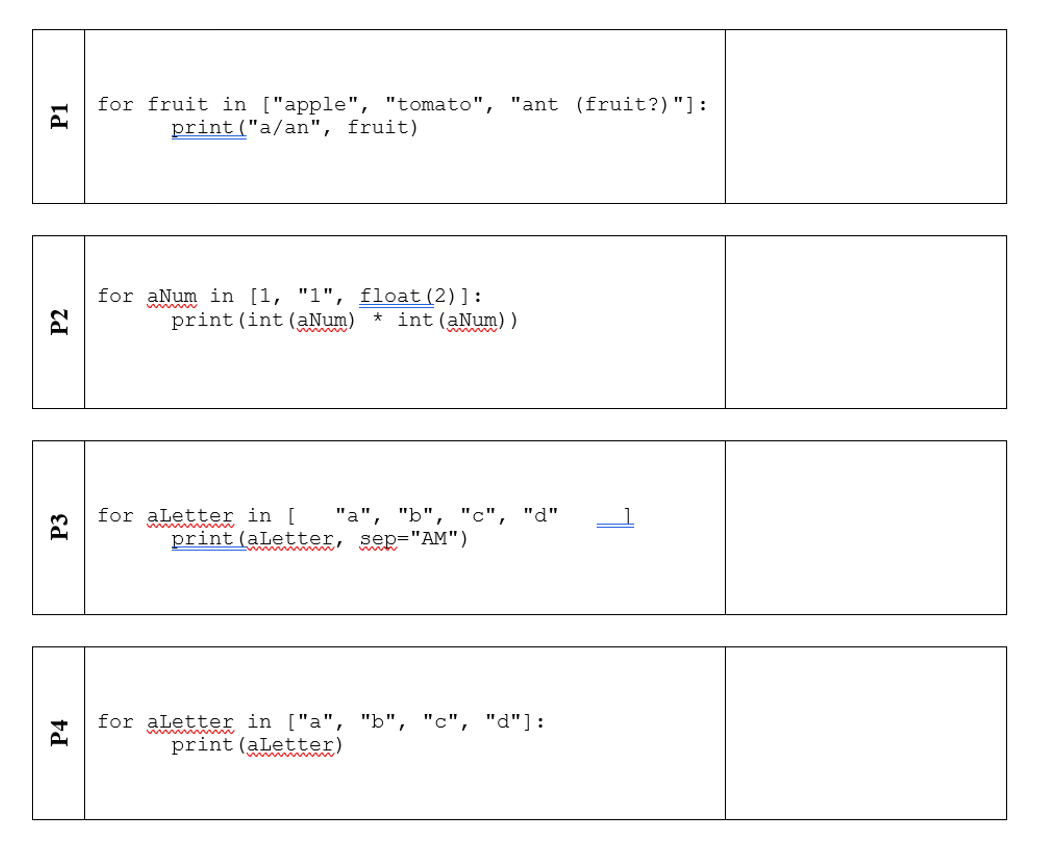 P1
for fruit in ["apple", "tomato", "ant (fruit?)"]:
print("a/an", fruit)
P2
for aNum in [1, "1", float(2)]:
print(int(aNum) * int(aNum))
P3
for aLetter in [   "a", "b", "c", "d"   ]
print(aLetter, sep="AM")
P4
for aLetter in ["a", "b", "c", "d"]:
print(aLetter)